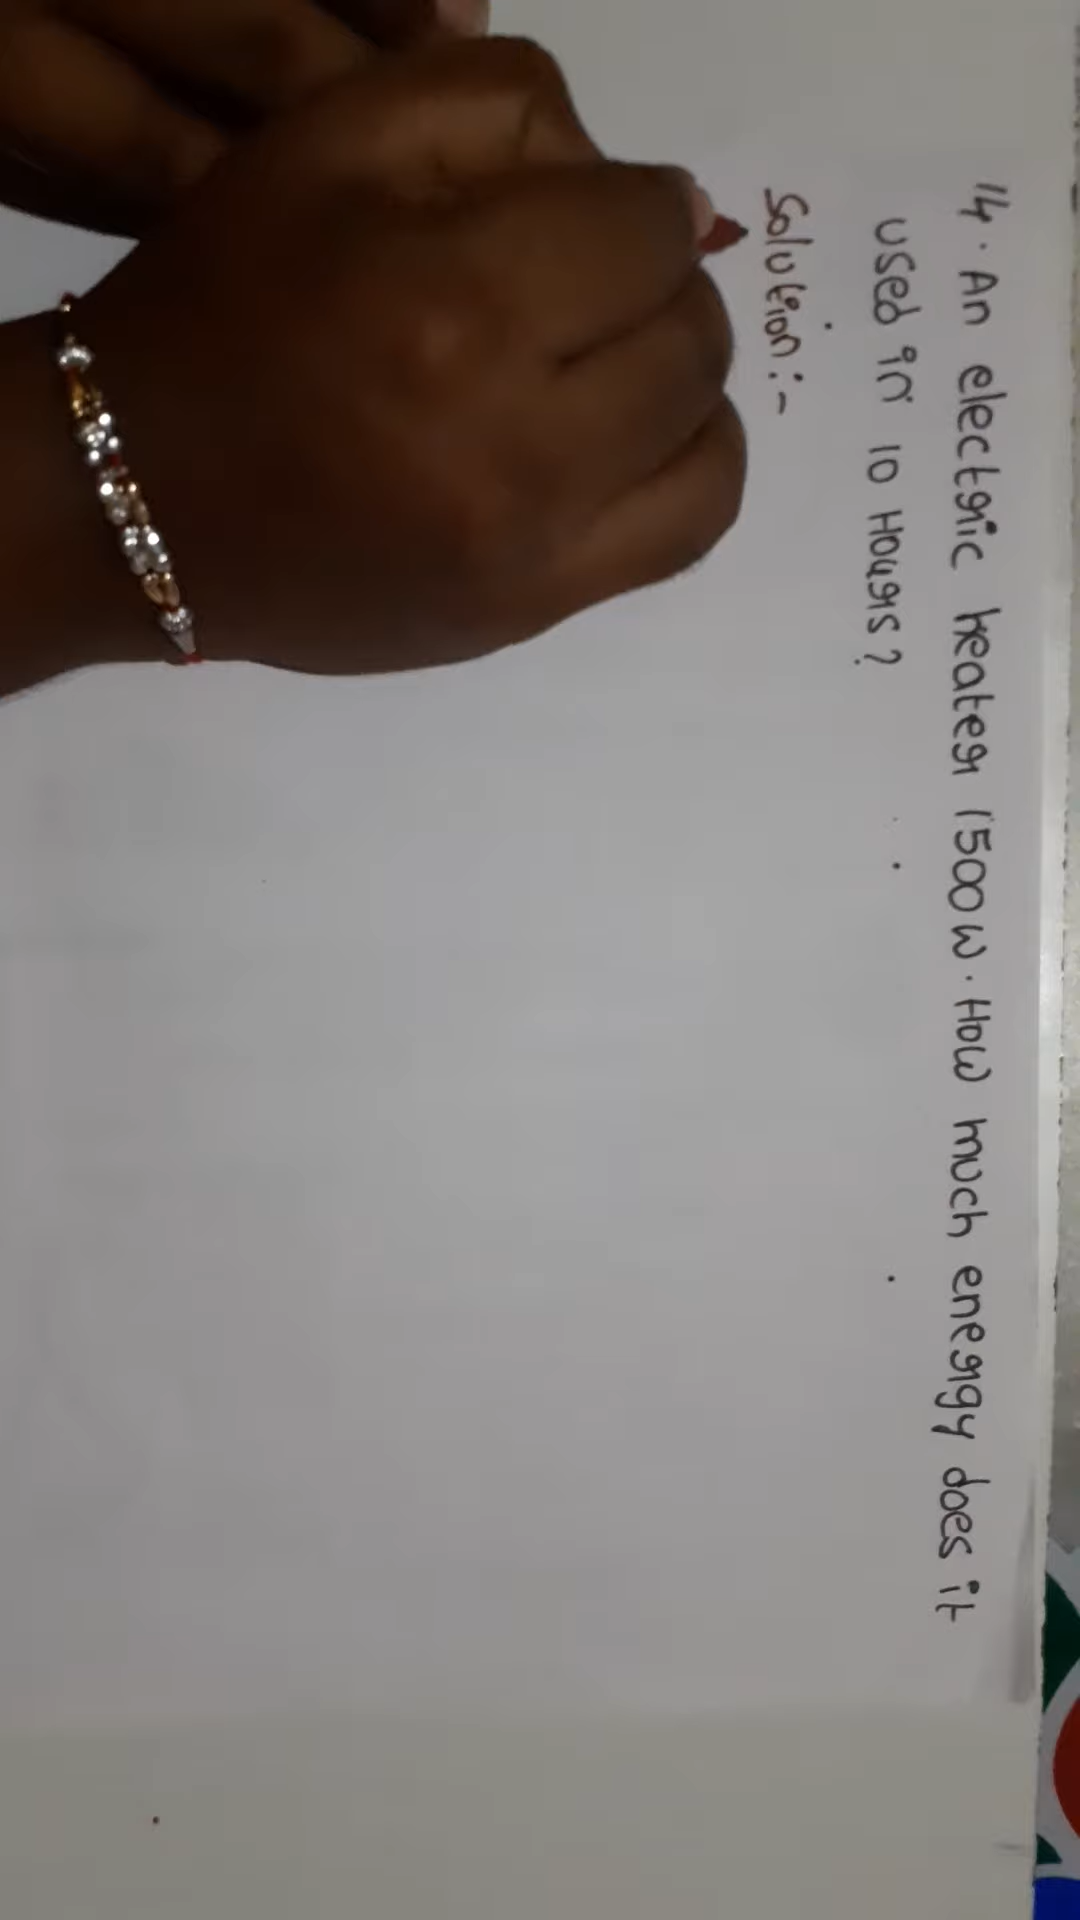 14. An electric heater 1500W. How much energy does it
used in 10 Hours?
Solution:-